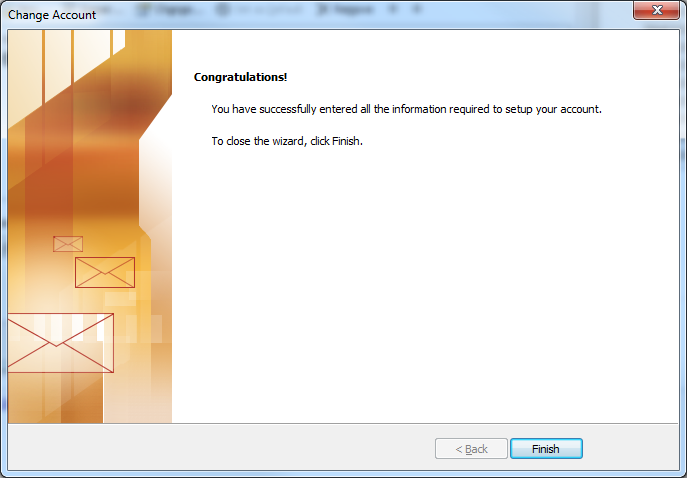 Change Account
Congratulations!
You have successfully entered all the information required to setup your account.
To close the wizard, click Finish.
< Back
Finish